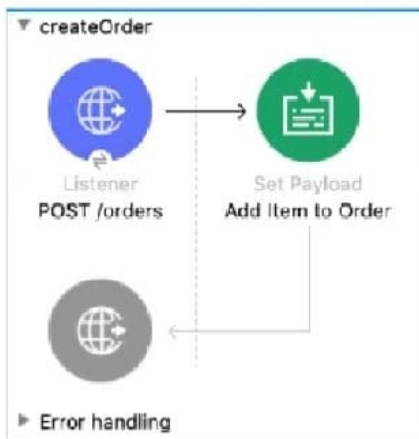 createOrder
Listener
Set Payload
POST /orders
Add Item to Order
Error handling